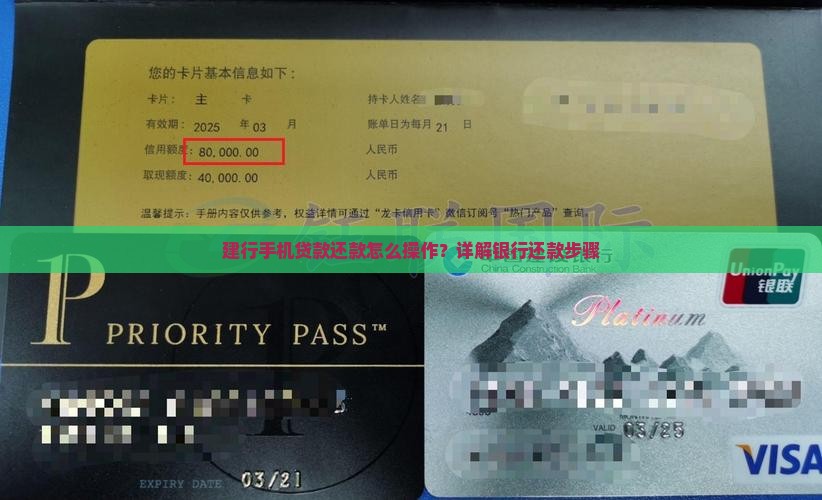 您的卡片基本信息如下:
卡片: 主 卡 持卡人姓名
有效期: 2025 年 03 月 账单日为每月 21 日
信用额度: 80,000.00 人民币
取现额度: 40,000.00 人民币
温馨提示: 手册内容仅供参考，权益详情可通过“龙卡信用卡”微信订阅号“热门产品”查询。
建行手机贷款还款怎么操作？详解银行还款步骤
China Construction Bank
P
PRIORITY PASS™
EXPIRY DATE 03/21
UnionPay
银联
Platinum
VALID 03/25
VISA